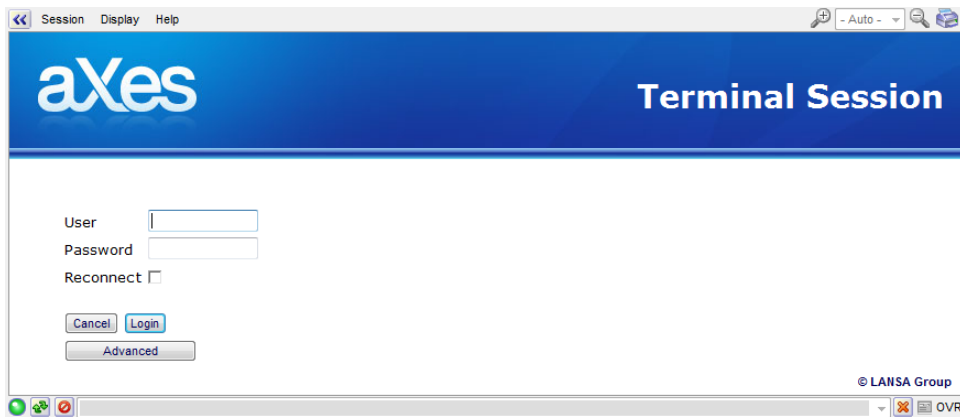 Session Display Help - Auto -
aXes
Terminal Session
User
Password
Reconnect
Cancel Login
Advanced
© LANSA Group
OVR